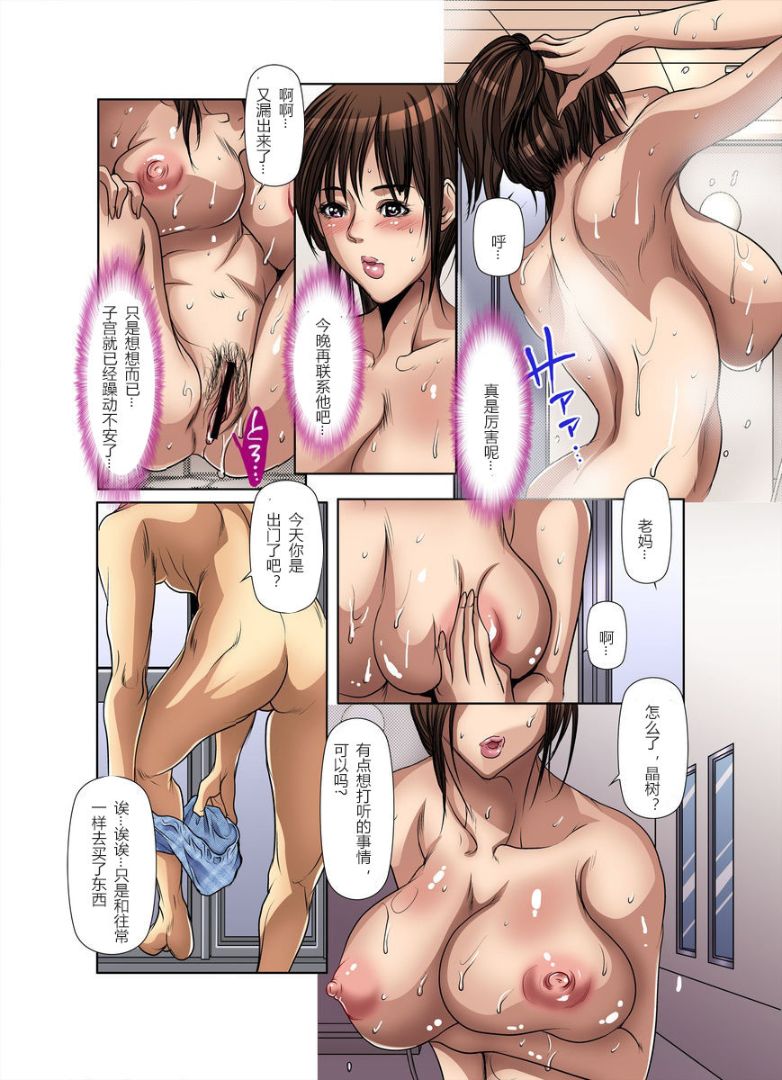 呼…
真是厉害呢…
今晚再联系他吧…
啊啊…
又漏出来了…
只是想想而已…
子宫就已经躁动不安了…
サァァァ…
とろ…
老妈…
啊…
怎么了，晶树？
有点想打听的事情，
可以吗?
今天你是
出门了吧？
诶…诶诶…只是和往常
一样去买了东西